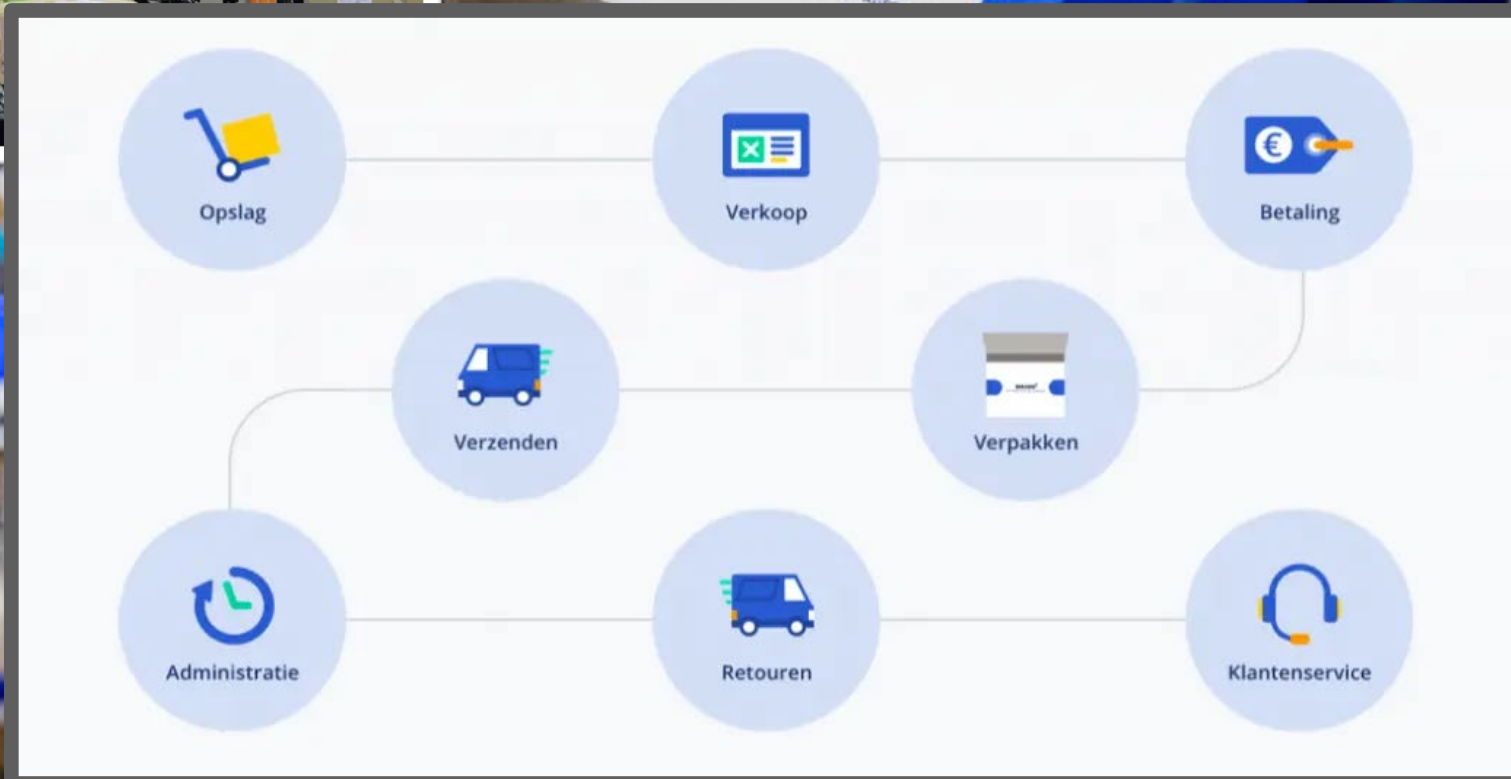 Opslag
Verkoop
€
Betaling
Verpakken
Verzenden
Administratie
Retouren
Klantenservice